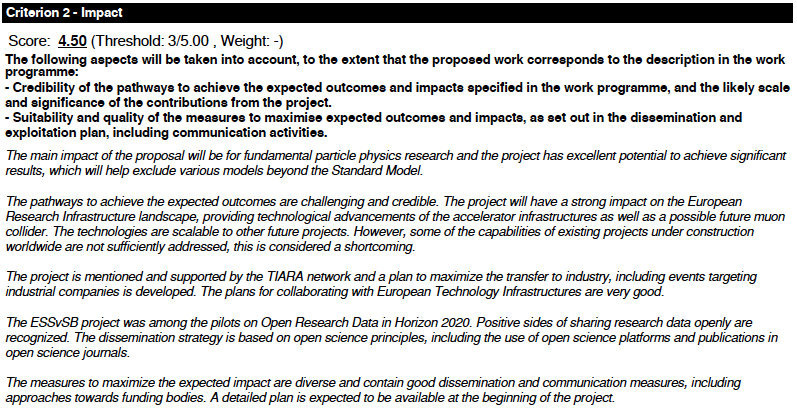 Criterion 2 - Impact
Score: 4.50 (Threshold: 3/5.00 , Weight: -)
The following aspects will be taken into account, to the extent that the proposed work corresponds to the description in the work
programme:
- Credibility of the pathways to achieve the expected outcomes and impacts specified in the work programme, and the likely scale
and significance of the contributions from the project.
- Suitability and quality of the measures to maximise expected outcomes and impacts, as set out in the dissemination and
exploitation plan, including communication activities.
The main impact of the proposal will be for fundamental particle physics research and the project has excellent potential to achieve significant
results, which will help exclude various models beyond the Standard Model.
The pathways to achieve the expected outcomes are challenging and credible. The project will have a strong impact on the European
Research Infrastructure landscape, providing technological advancements of the accelerator infrastructures as well as a possible future muon
collider. The technologies are scalable to other future projects. However, some of the capabilities of existing projects under construction
worldwide are not sufficiently addressed, this is considered a shortcoming.
The project is mentioned and supported by the TIARA network and a plan to maximize the transfer to industry, including events targeting
industrial companies is developed. The plans for collaborating with European Technology Infrastructures are very good.
The ESSvSB project was among the pilots on Open Research Data in Horizon 2020. Positive sides of sharing research data openly are
recognized. The dissemination strategy is based on open science principles, including the use of open science platforms and publications in
open science journals.
The measures to maximize the expected impact are diverse and contain good dissemination and communication measures, including
approaches towards funding bodies. A detailed plan is expected to be available at the beginning of the project.